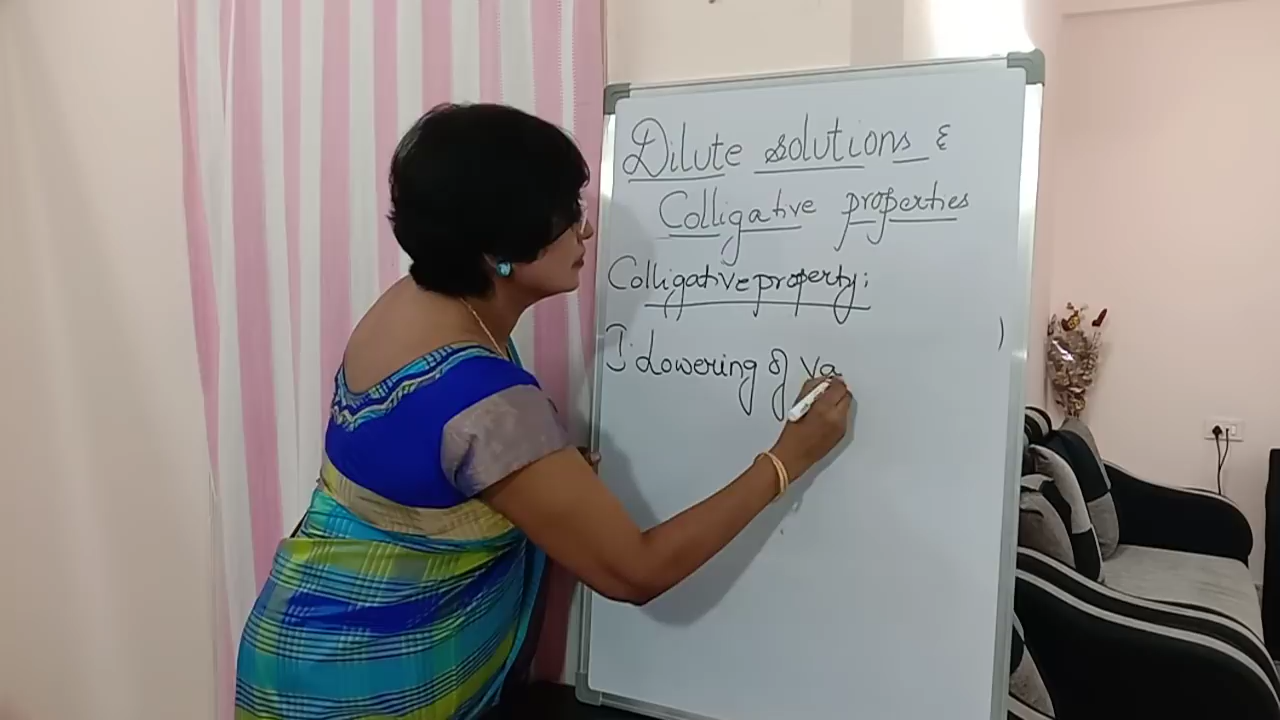 Dilute solutions &
Colligative properties
Colligative property:
I. Lowering of va